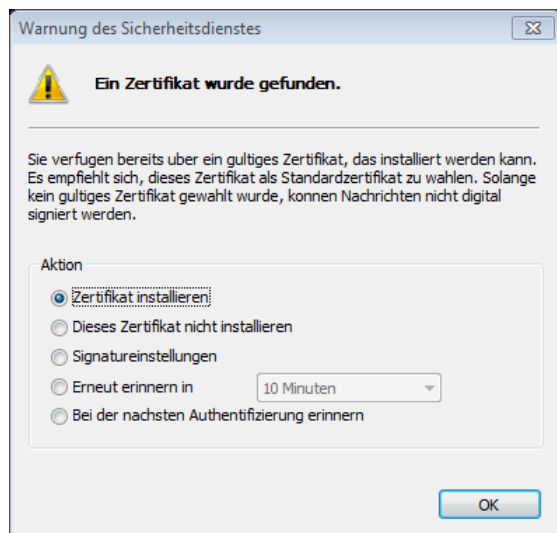 Warnung des Sicherheitsdienstes
Ein Zertifikat wurde gefunden.
Sie verfugen bereits uber ein gultiges Zertifikat, das installiert werden kann.
Es empfiehlt sich, dieses Zertifikat als Standardzertifikat zu wahlen. Solange
kein gultiges Zertifikat gewahlt wurde, konnen Nachrichten nicht digital
signiert werden.
Aktion
Zertifikat installieren
Dieses Zertifikat nicht installieren
Signatureinstellungen
Erneut erinnern in 10 Minuten
Bei der nachsten Authentifizierung erinnern
OK